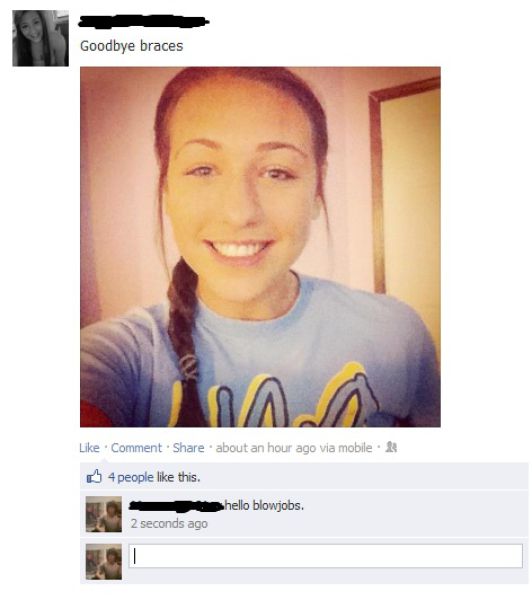 Goodbye braces
Like · Comment · Share · about an hour ago via mobile ·
4 people like this.
hello blowjobs.
2 seconds ago